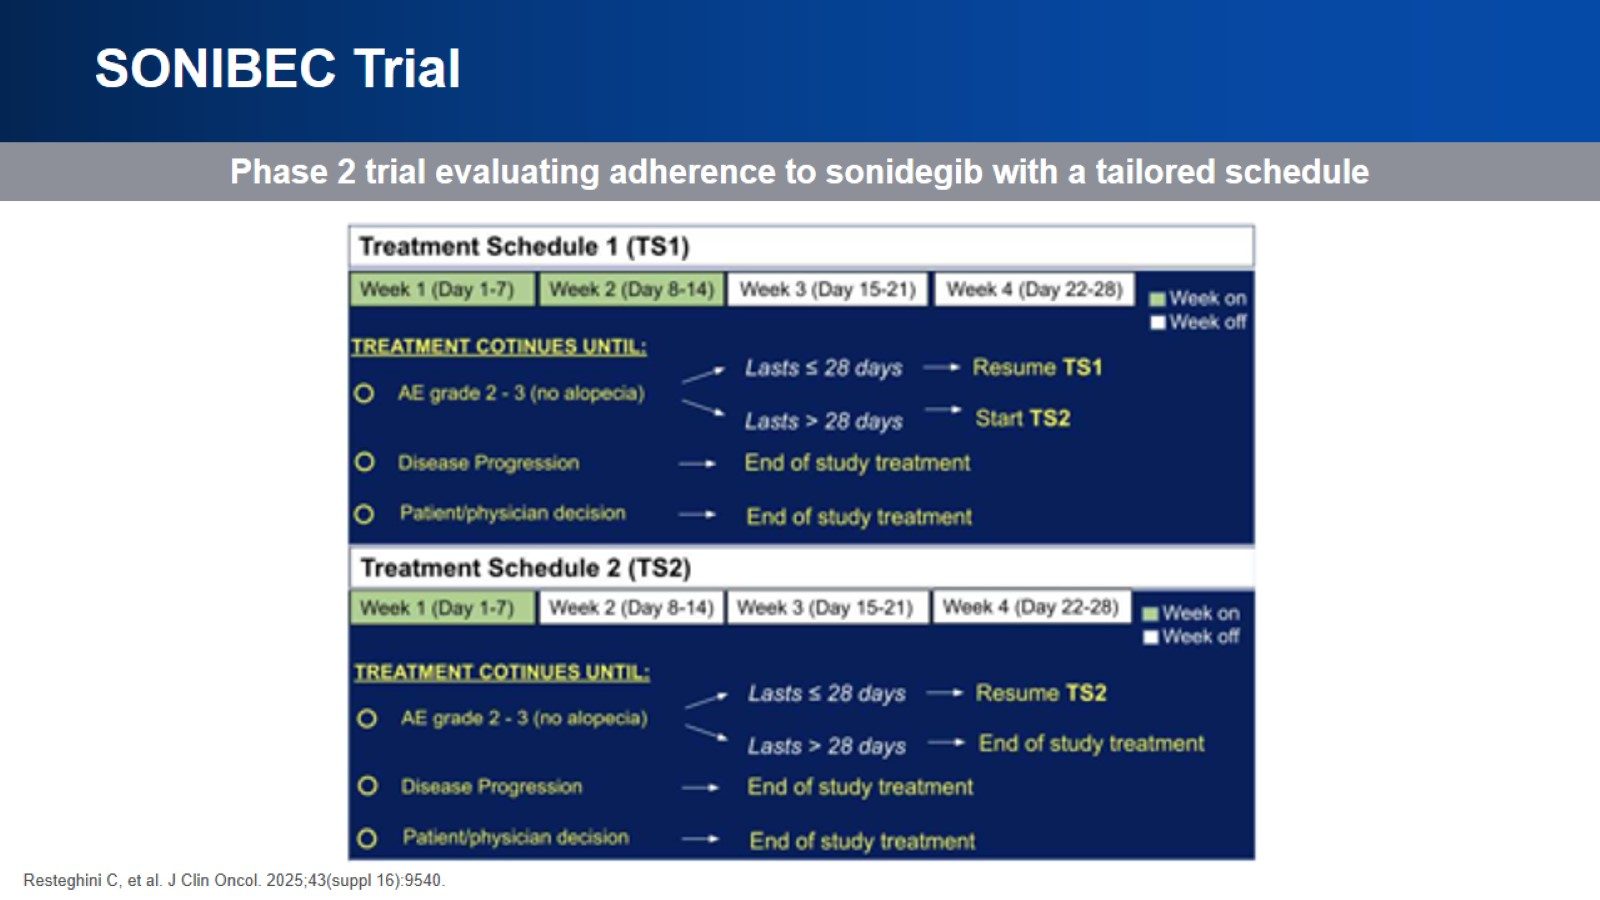 SONIBEC Trial
Phase 2 trial evaluating adherence to sonidegib with a tailored schedule
Treatment Schedule 1 (TS1)
Week 1 (Day 1-7) Week 2 (Day 8-14) Week 3 (Day 15-21) Week 4 (Day 22-28)
Week on
Week off
TREATMENT COTINUES UNTIL:
AE grade 2 - 3 (no alopecia)
Lasts ≤ 28 days Resume TS1
Lasts > 28 days Start TS2
Disease Progression End of study treatment
Patient/physician decision End of study treatment
Treatment Schedule 2 (TS2)
Week 1 (Day 1-7) Week 2 (Day 8-14) Week 3 (Day 15-21) Week 4 (Day 22-28)
Week on
Week off
TREATMENT COTINUES UNTIL:
AE grade 2 - 3 (no alopecia)
Lasts ≤ 28 days Resume TS2
Lasts > 28 days End of study treatment
Disease Progression End of study treatment
Patient/physician decision End of study treatment
Resteghini C, et al. J Clin Oncol. 2025;43(suppl 16):9540.